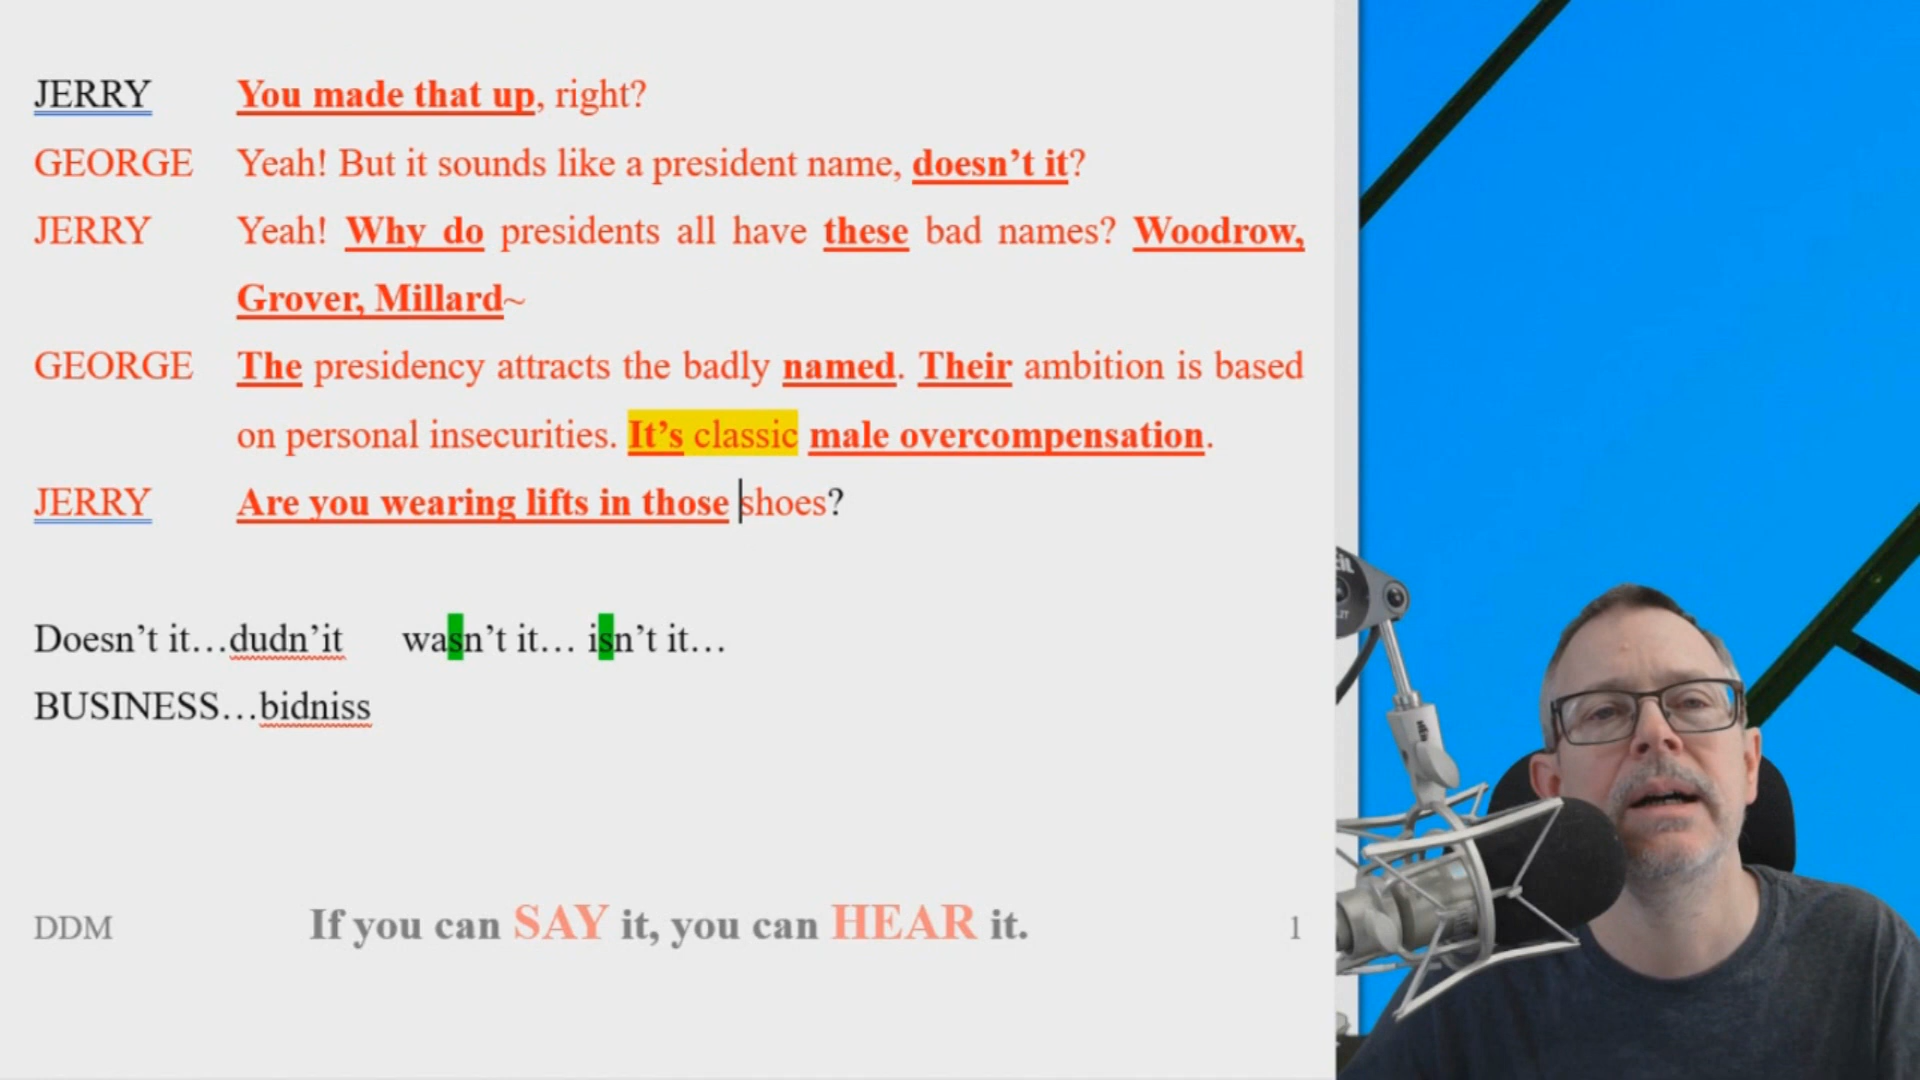 JERRY You made that up, right?
GEORGE Yeah! But it sounds like a president name, doesn’t it?
JERRY Yeah! Why do presidents all have these bad names? Woodrow,
Grover, Millard~
GEORGE The presidency attracts the badly named. Their ambition is based
on personal insecurities. It’s classic male overcompensation.
JERRY Are you wearing lifts in those shoes?
Doesn’t it…dudn’it wasn’t it… isn’t it…
BUSINESS…bidniss
DDM If you can SAY it, you can HEAR it. 1